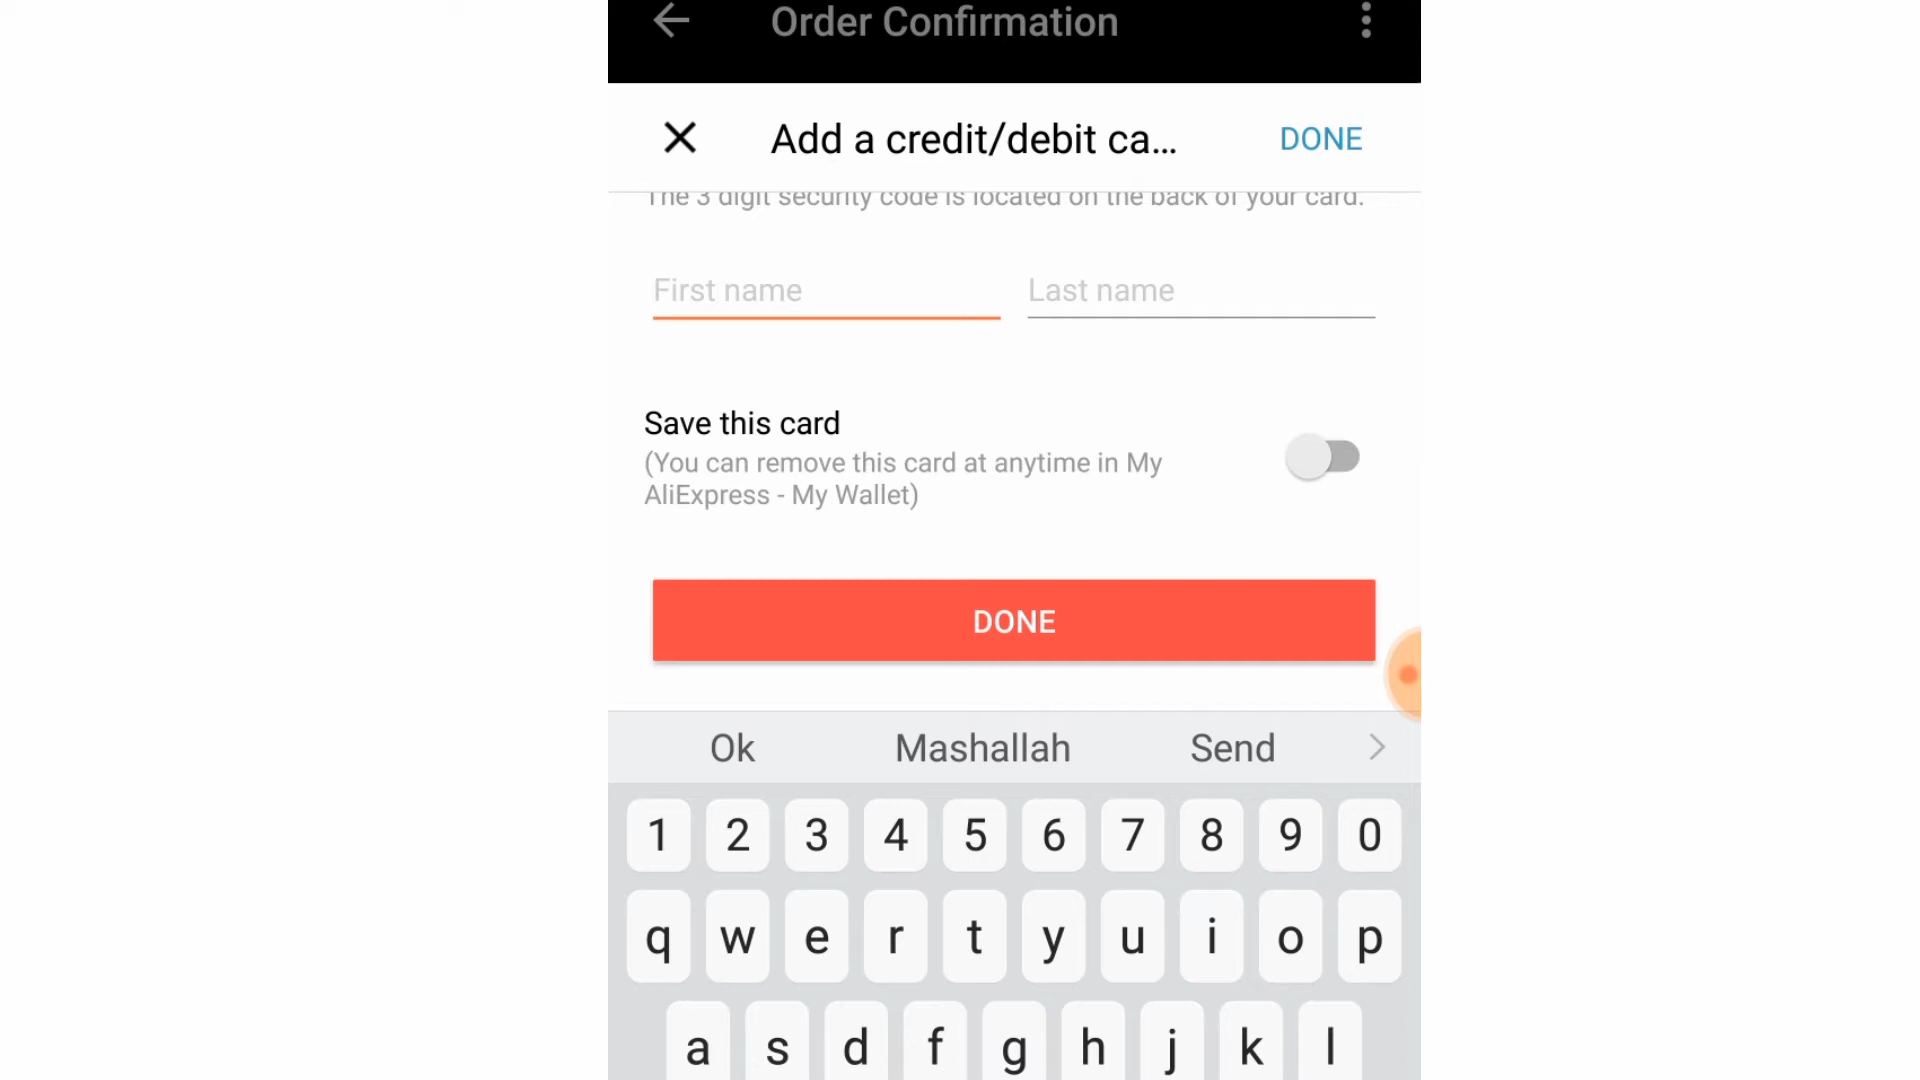 Order Confirmation
Add a credit/debit ca... DONE
The 3 digit security code is located on the back of your card.
First name Last name
Save this card
(You can remove this card at anytime in My
AliExpress - My Wallet)
DONE
Ok Mashallah Send
1 2 3 4 5 6 7 8 9 0
q w e r t y u i o p
a s d f g h j k l